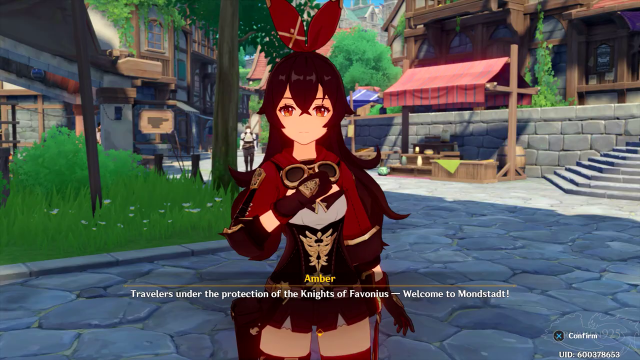 Amber
Travelers under the protection of the Knights of Favonius — Welcome to Mondstadt!
Confirm
UID: 600378653